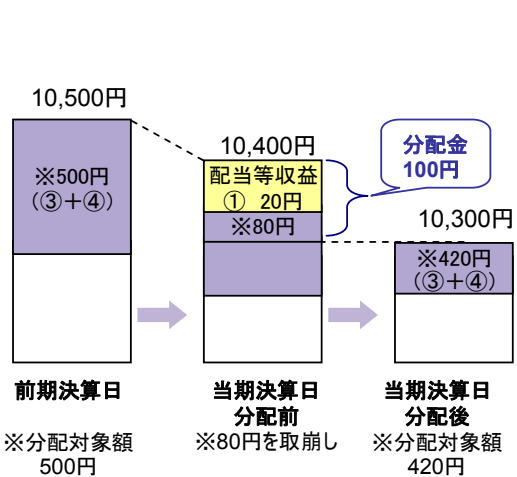 10,500円
※500円
（③＋④）
前期決算日
※分配対象額
500円
10,400円
配当等収益
① 20円
※80円
当期決算日
分配前
※80円を取崩し
分配金
100円
10,300円
※420円
（③＋④）
当期決算日
分配後
※分配対象額
420円